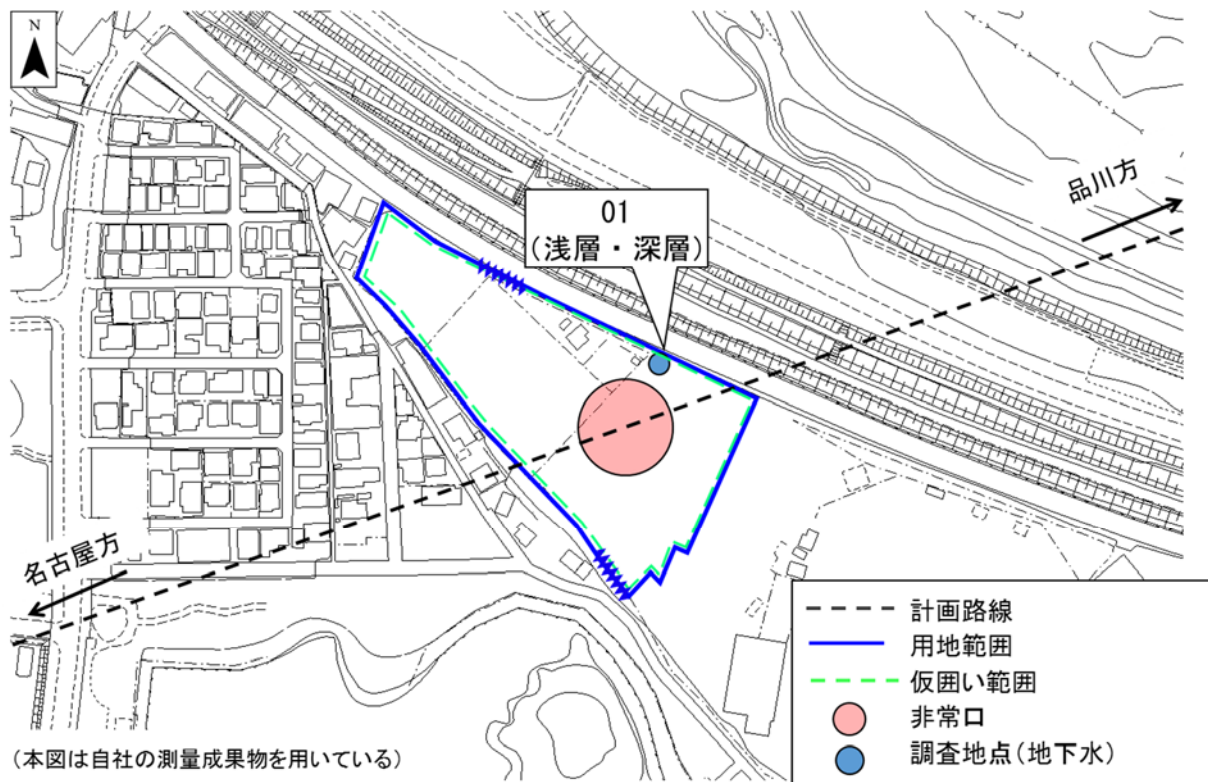 N
品川方
01
(浅層・深層)
名古屋方
計画路線
用地範囲
仮囲い範囲
非常口
調査地点(地下水)
(本図は自社の測量成果物を用いている)